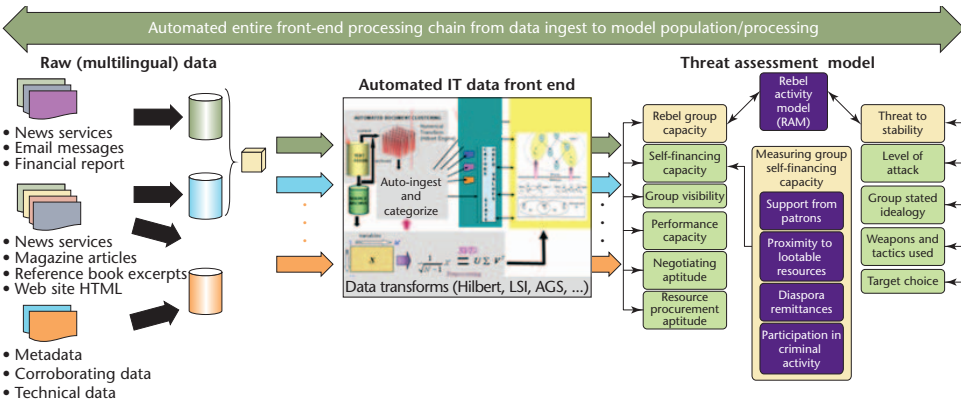 Automated entire front-end processing chain from data ingest to model population/processing
Raw (multilingual) data
• News services
• Email messages
• Financial report
• News services
• Magazine articles
• Reference book excerpts
• Web site HTML
• Metadata
• Corroborating data
• Technical data
Automated IT data front end
AUTOMATED DOCUMENT CLUSTERING
Auto-ingest
and
categorize
Data transforms (Hilbert, LSI, AGS, ...)
Threat assessment model
Rebel
activity
model
(RAM)
Rebel group
capacity
Self-financing
capacity
Group visibility
Performance
capacity
Negotiating
aptitude
Resource
procurement
aptitude
Measuring group
self-financing
capacity
Support from
patrons
Proximity to
lootable
resources
Diaspora
remittances
Participation in
criminal
activity
Threat to
stability
Level of
attack
Group stated
idealogy
Weapons and
tactics used
Target choice